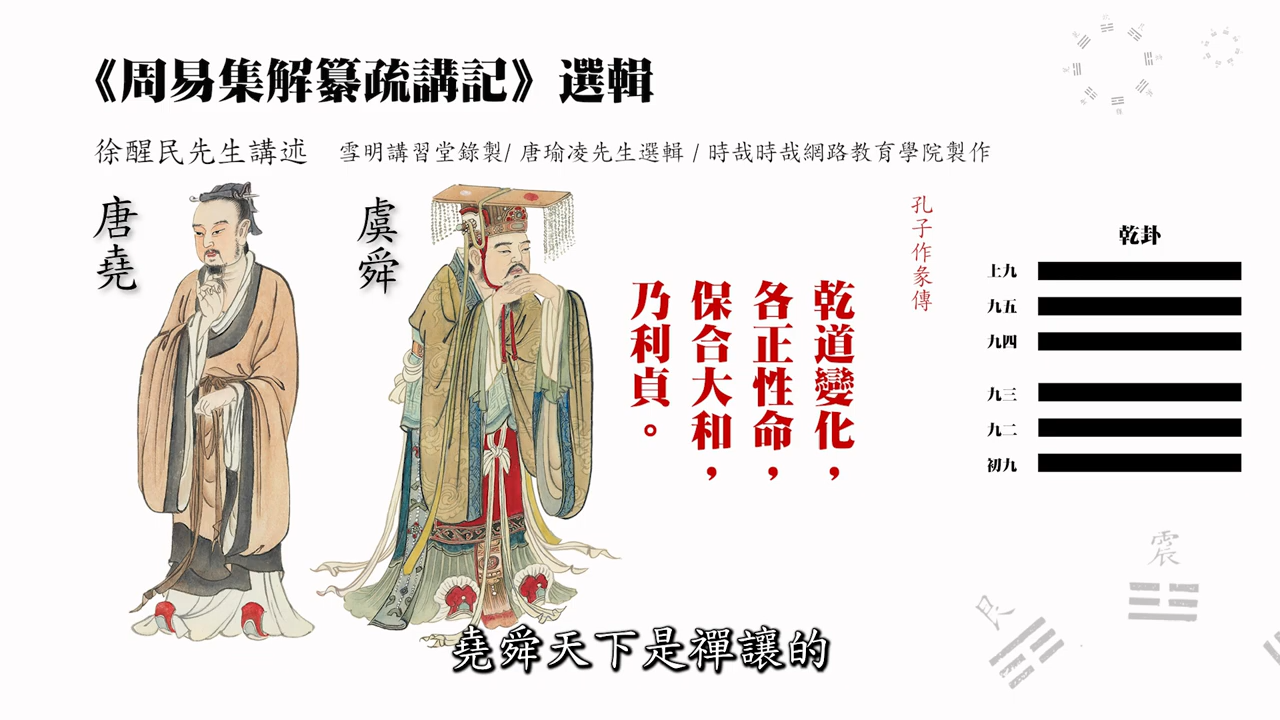 《周易集解纂疏講記》選輯
徐醒民先生講述
雪明講習堂錄製/ 唐瑜凌先生選輯 / 時哉時哉網路教育學院製作
唐堯
虞舜
孔子作彖傳
乾道變化，
各正性命，
保合大和，
乃利貞。
乾卦
上九
九五
九四
九三
九二
初九
震
艮
堯舜天下是禪讓的